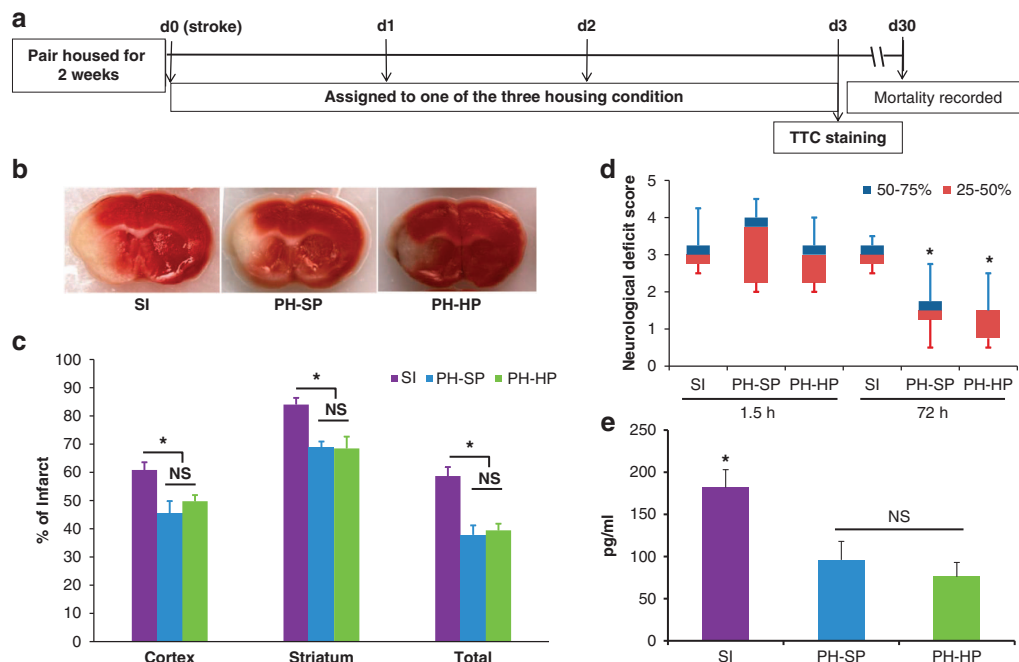 a
d0 (stroke)
d1
d2
d3
d30
Pair housed for
2 weeks
Assigned to one of the three housing condition
Mortality recorded
TTC staining
b
SI
PH-SP
PH-HP
c
% of Infarct
100
90
80
70
60
50
40
30
20
10
0
SI
PH-SP
PH-HP
*
NS
*
NS
*
NS
Cortex
Striatum
Total
d
50-75%
25-50%
Neurological deficit score
5
4
3
2
1
0
*
*
SI
PH-SP
PH-HP
SI
PH-SP
PH-HP
1.5 h
72 h
e
pg/ml
250
200
150
100
50
0
*
NS
SI
PH-SP
PH-HP